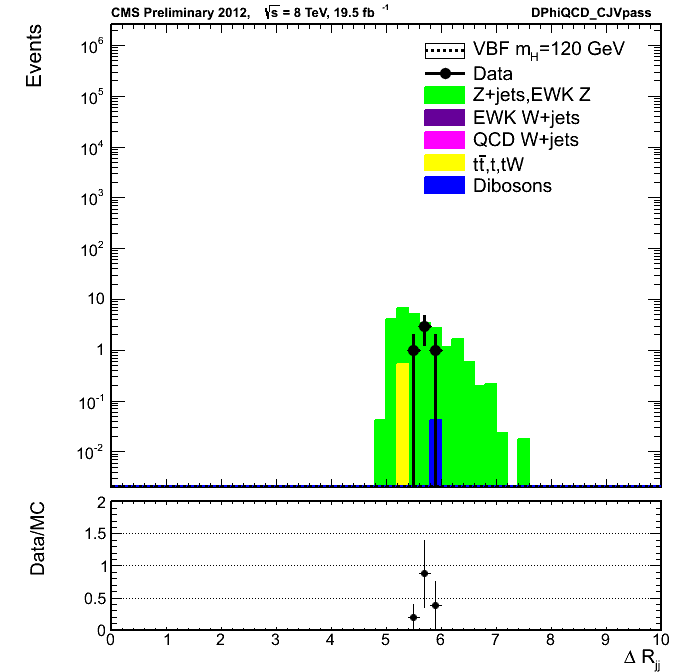 CMS Preliminary 2012, √s = 8 TeV, 19.5 fb⁻¹ DPhiQCD_CJVpass
Events
10⁶
10⁵
10⁴
10³
10²
10
1
10⁻¹
10⁻²
VBF m_H=120 GeV
Data
Z+jets,EWK Z
EWK W+jets
QCD W+jets
tt̄,t,tW
Dibosons
Data/MC
2
1.5
1
0.5
0
0 1 2 3 4 5 6 7 8 9 10
Δ R_jj